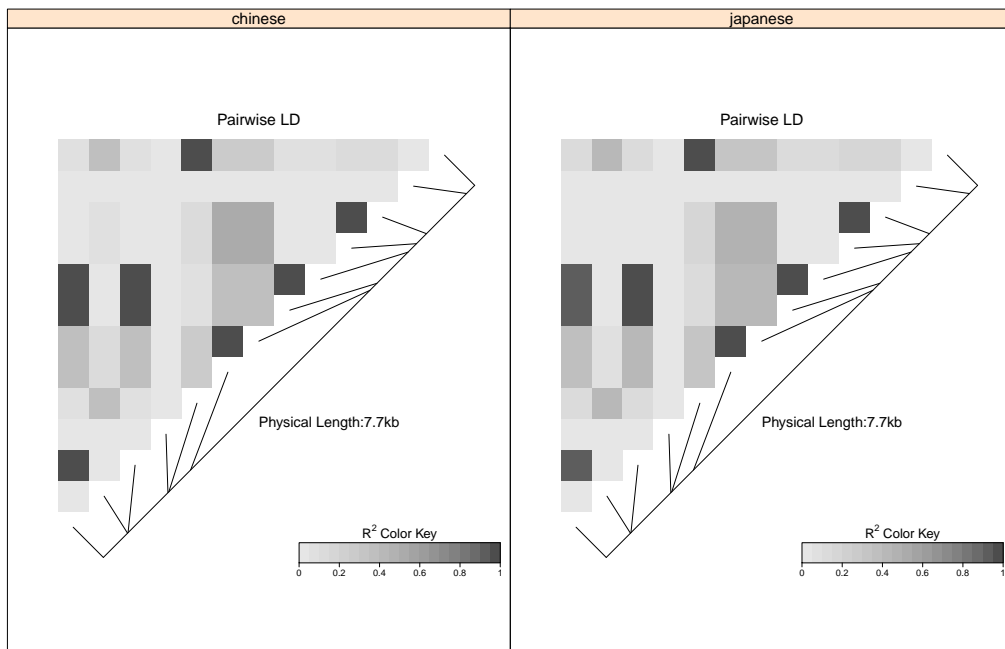 chinese
Pairwise LD
Physical Length:7.7kb
R² Color Key
0 0.2 0.4 0.6 0.8 1
japanese
Pairwise LD
Physical Length:7.7kb
R² Color Key
0 0.2 0.4 0.6 0.8 1